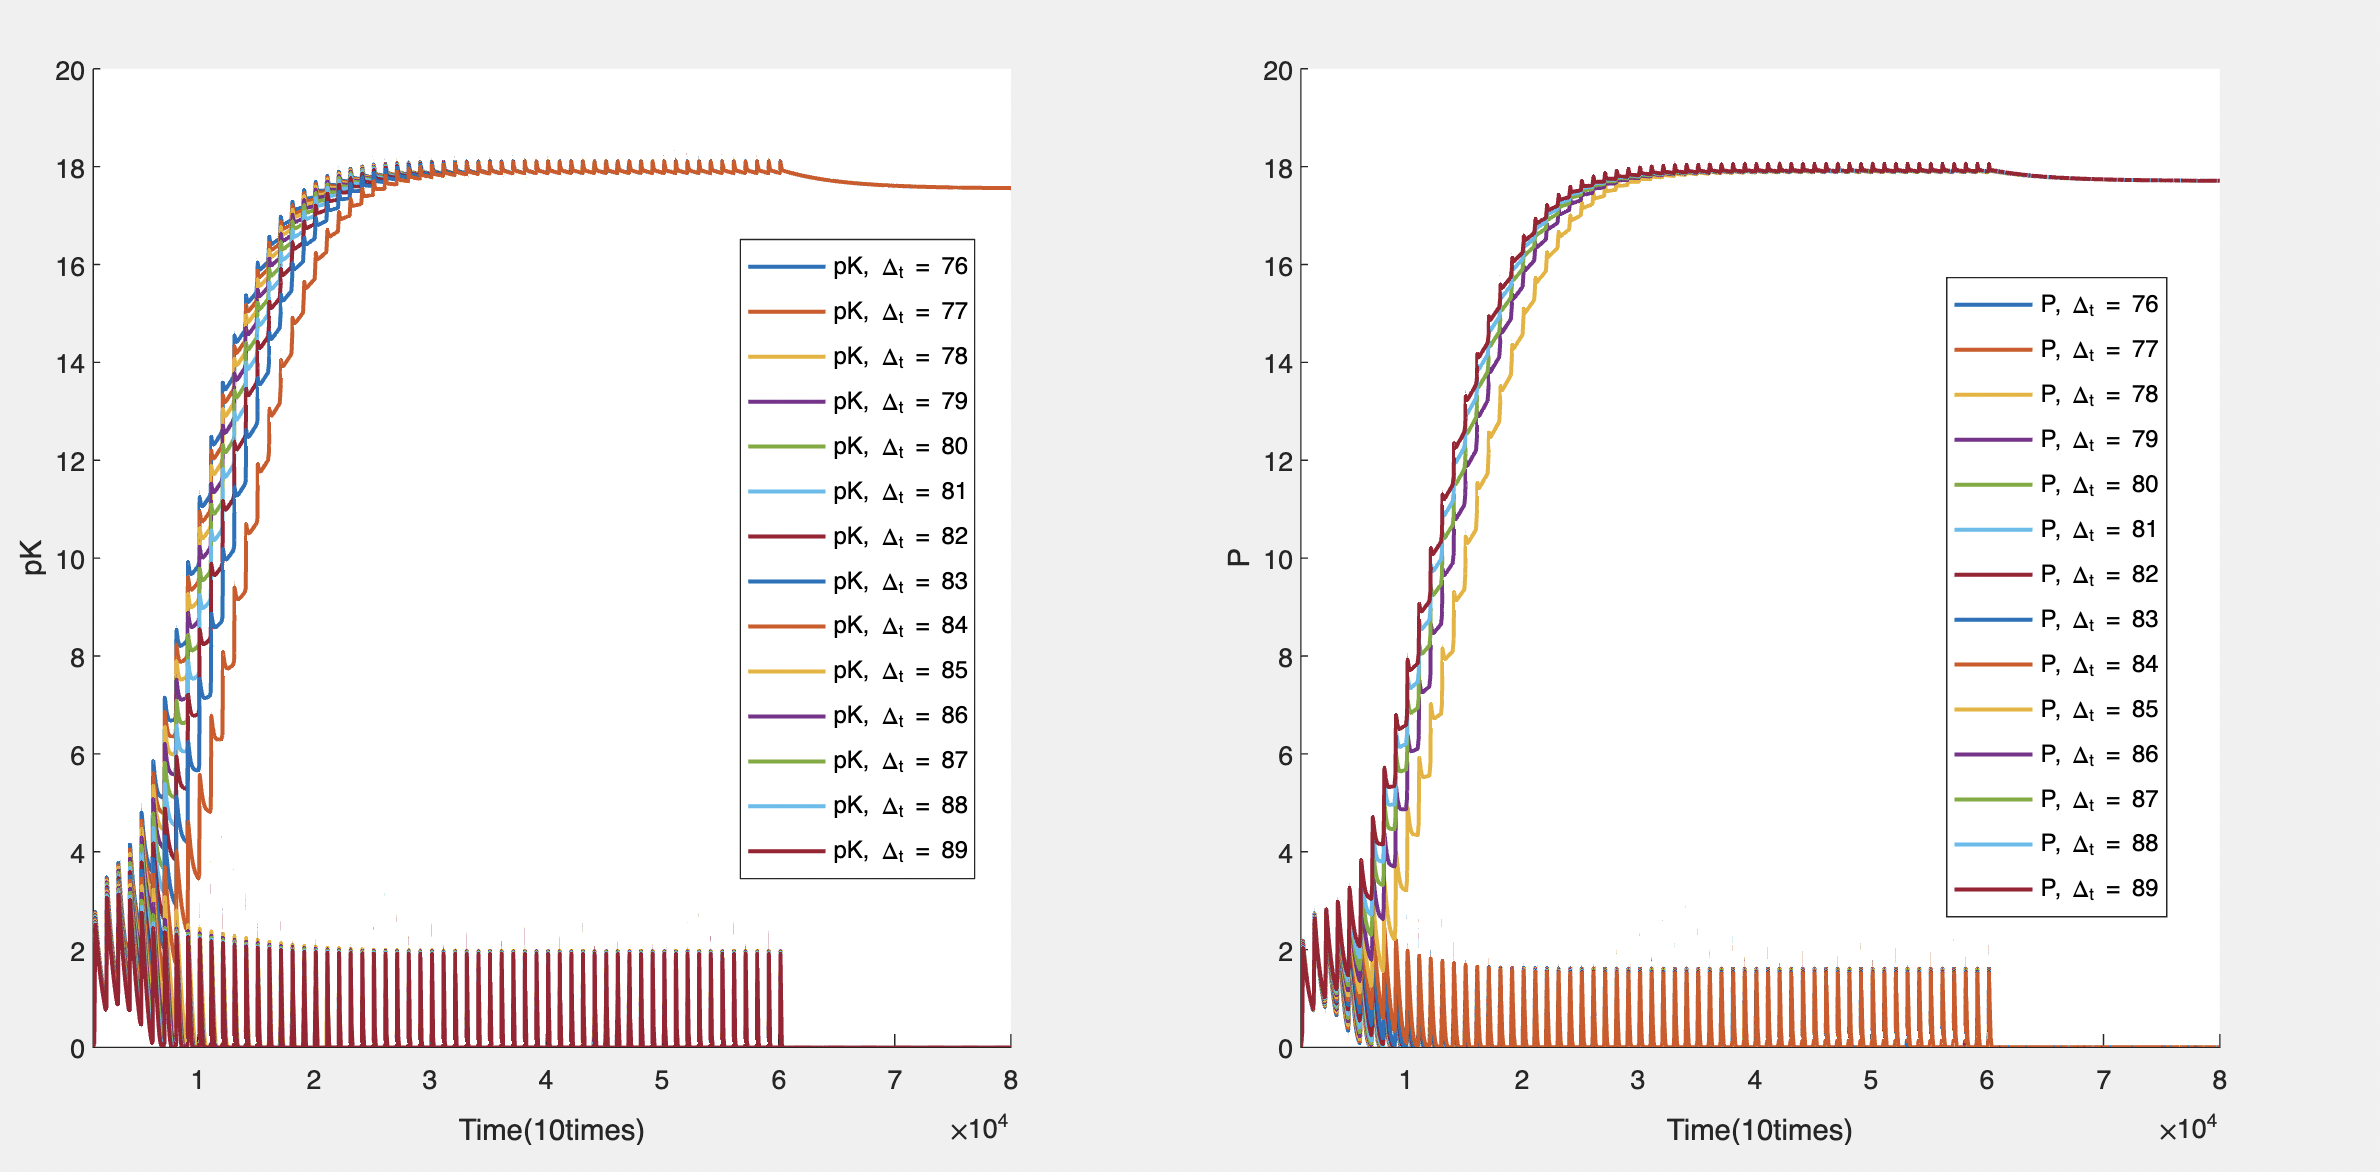 20
18
16
14
12
10
8
6
4
2
0
pK
1 2 3 4 5 6 7 8
Time(10times)
×10⁴
pK, Δt = 76
pK, Δt = 77
pK, Δt = 78
pK, Δt = 79
pK, Δt = 80
pK, Δt = 81
pK, Δt = 82
pK, Δt = 83
pK, Δt = 84
pK, Δt = 85
pK, Δt = 86
pK, Δt = 87
pK, Δt = 88
pK, Δt = 89
20
18
16
14
12
10
8
6
4
2
0
P
1 2 3 4 5 6 7 8
Time(10times)
×10⁴
P, Δt = 76
P, Δt = 77
P, Δt = 78
P, Δt = 79
P, Δt = 80
P, Δt = 81
P, Δt = 82
P, Δt = 83
P, Δt = 84
P, Δt = 85
P, Δt = 86
P, Δt = 87
P, Δt = 88
P, Δt = 89